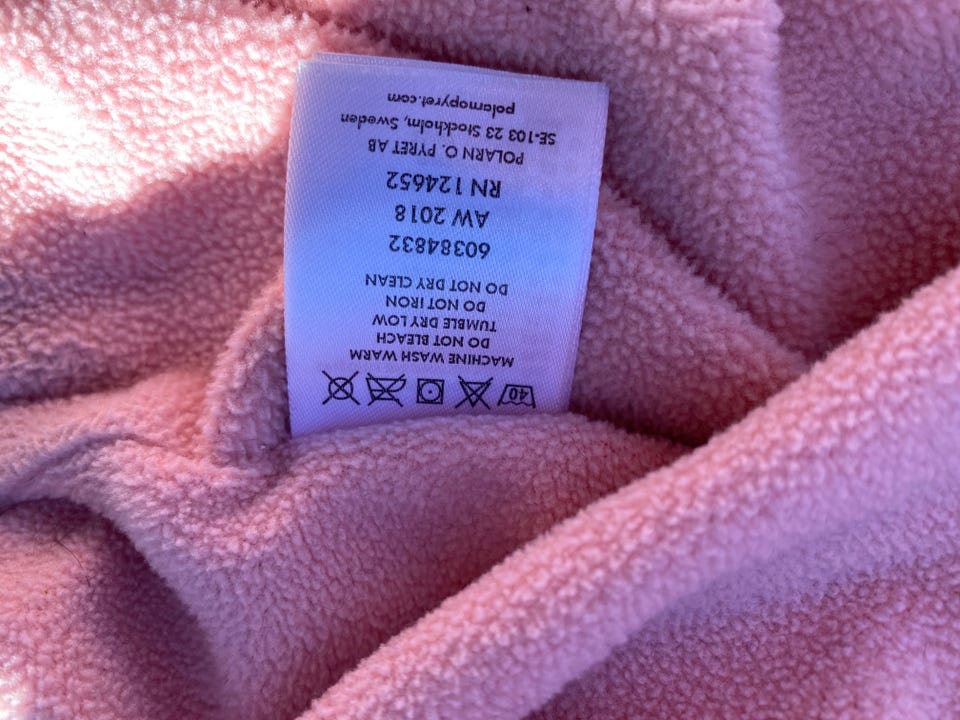 40
MACHINE WASH WARM
DO NOT BLEACH
TUMBLE DRY LOW
DO NOT IRON
DO NOT DRY CLEAN
60384832
AW 2018
RN 124652
POLARN O. PYRET AB
SE-103 23 Stockholm, Sweden
polarnopyret.com